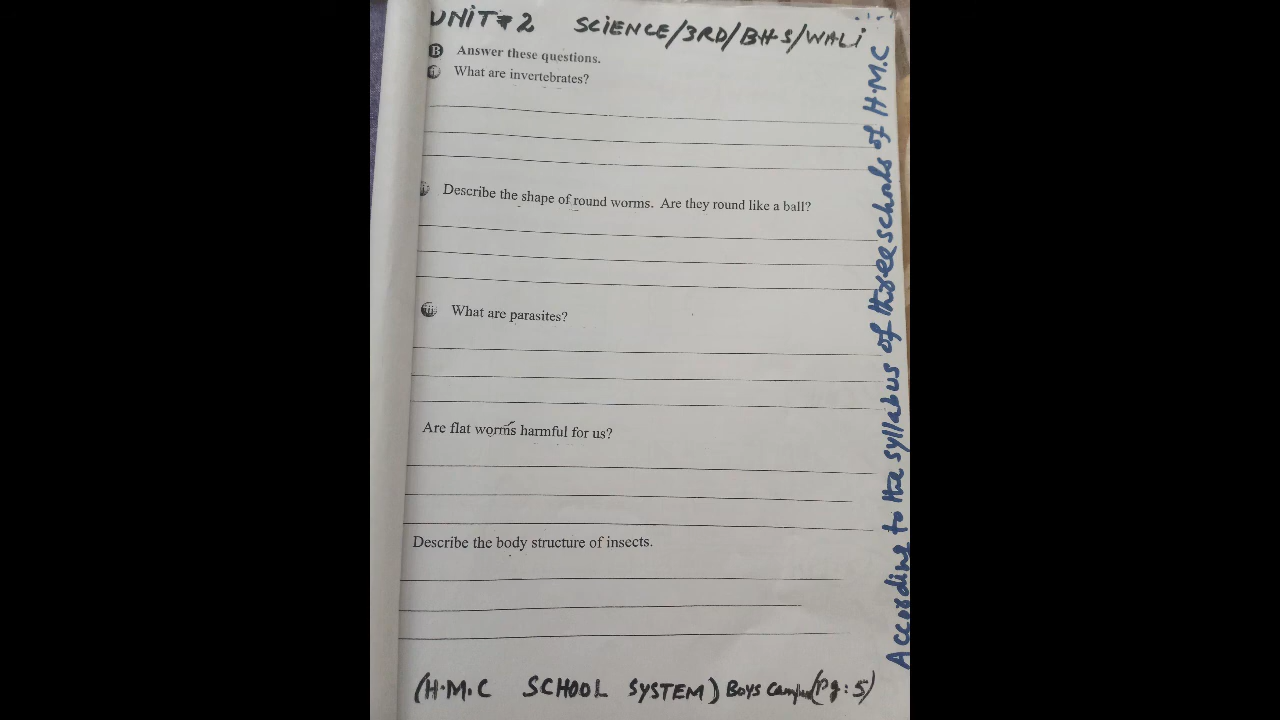 UNIT # 2 SCIENCE/3RD/BHS/WALI
B Answer these questions.
i What are invertebrates?
Describe the shape of round worms. Are they round like a ball?
iii What are parasites?
Are flat worms harmful for us?
Describe the body structure of insects.
(H.M.C SCHOOL SYSTEM) BOYS (Pg: 5)
According to the syllabus of three schools of H.M.C